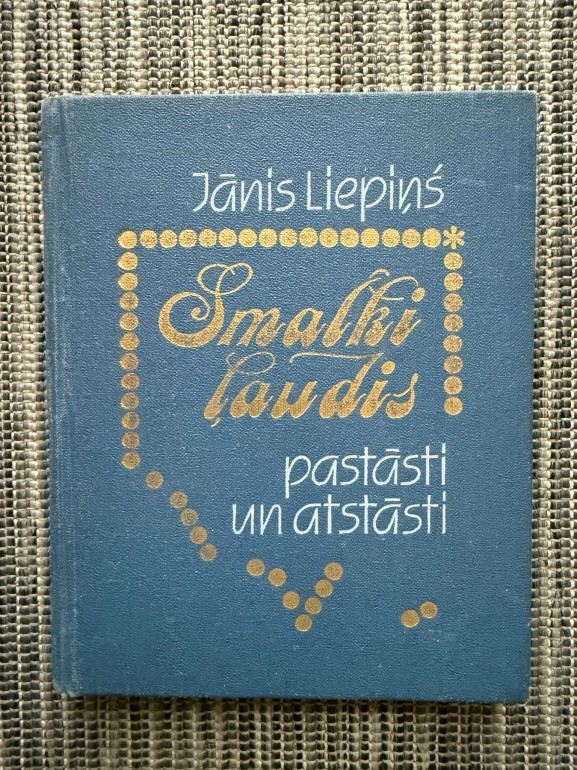 Jānis Liepiņš
Smalki
ļaudis
pastāsti
un atstāsti